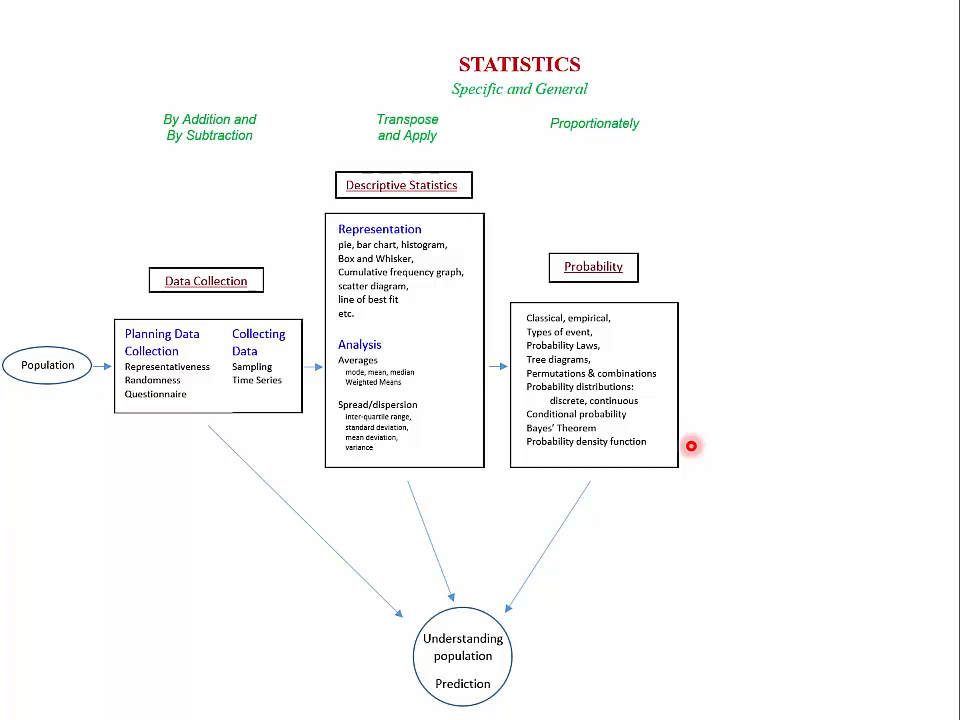 STATISTICS
Specific and General
By Addition and
By Subtraction
Transpose
and Apply
Proportionately
Descriptive Statistics
Representation
pie, bar chart, histogram,
Box and Whisker,
Cumulative frequency graph,
scatter diagram,
line of best fit
etc.
Analysis
Averages
mode, mean, median
Weighted Means
Spread/dispersion
inter-quartile range,
standard deviation,
mean deviation,
variance
Data Collection
Planning Data
Collection
Representativeness
Randomness
Questionnaire
Collecting
Data
Sampling
Time Series
Population
Probability
Classical, empirical,
Types of event,
Probability Laws,
Tree diagrams,
Permutations & combinations
Probability distributions:
discrete, continuous
Conditional probability
Bayes’ Theorem
Probability density function
Understanding
population
Prediction